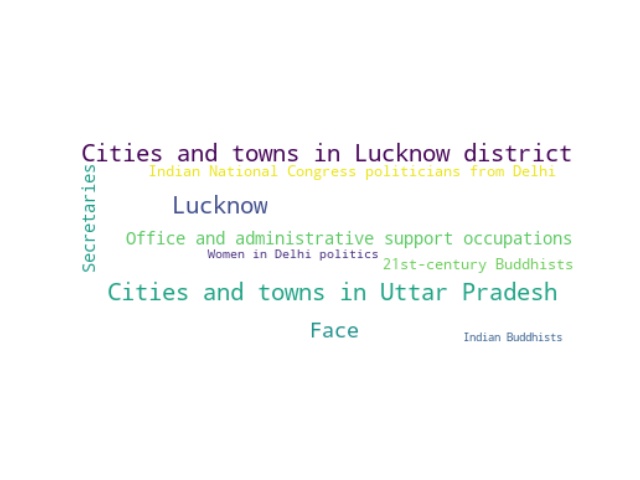 Cities and towns in Lucknow district
Indian National Congress politicians from Delhi
Secretaries
Lucknow
Office and administrative support occupations
Women in Delhi politics
21st-century Buddhists
Cities and towns in Uttar Pradesh
Face
Indian Buddhists